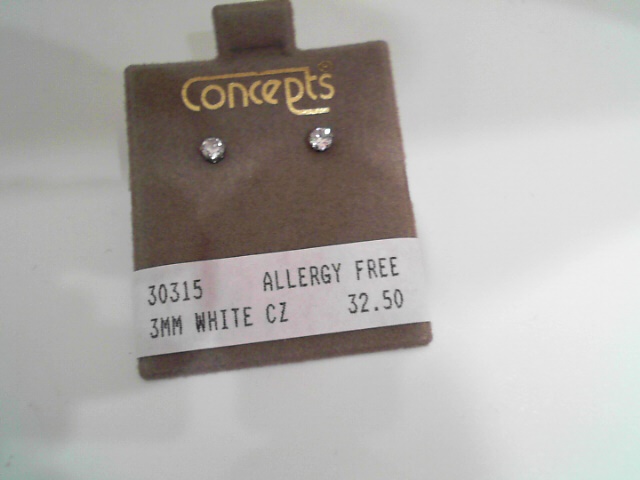 Concepts®
30315 ALLERGY FREE
3MM WHITE CZ 32.50